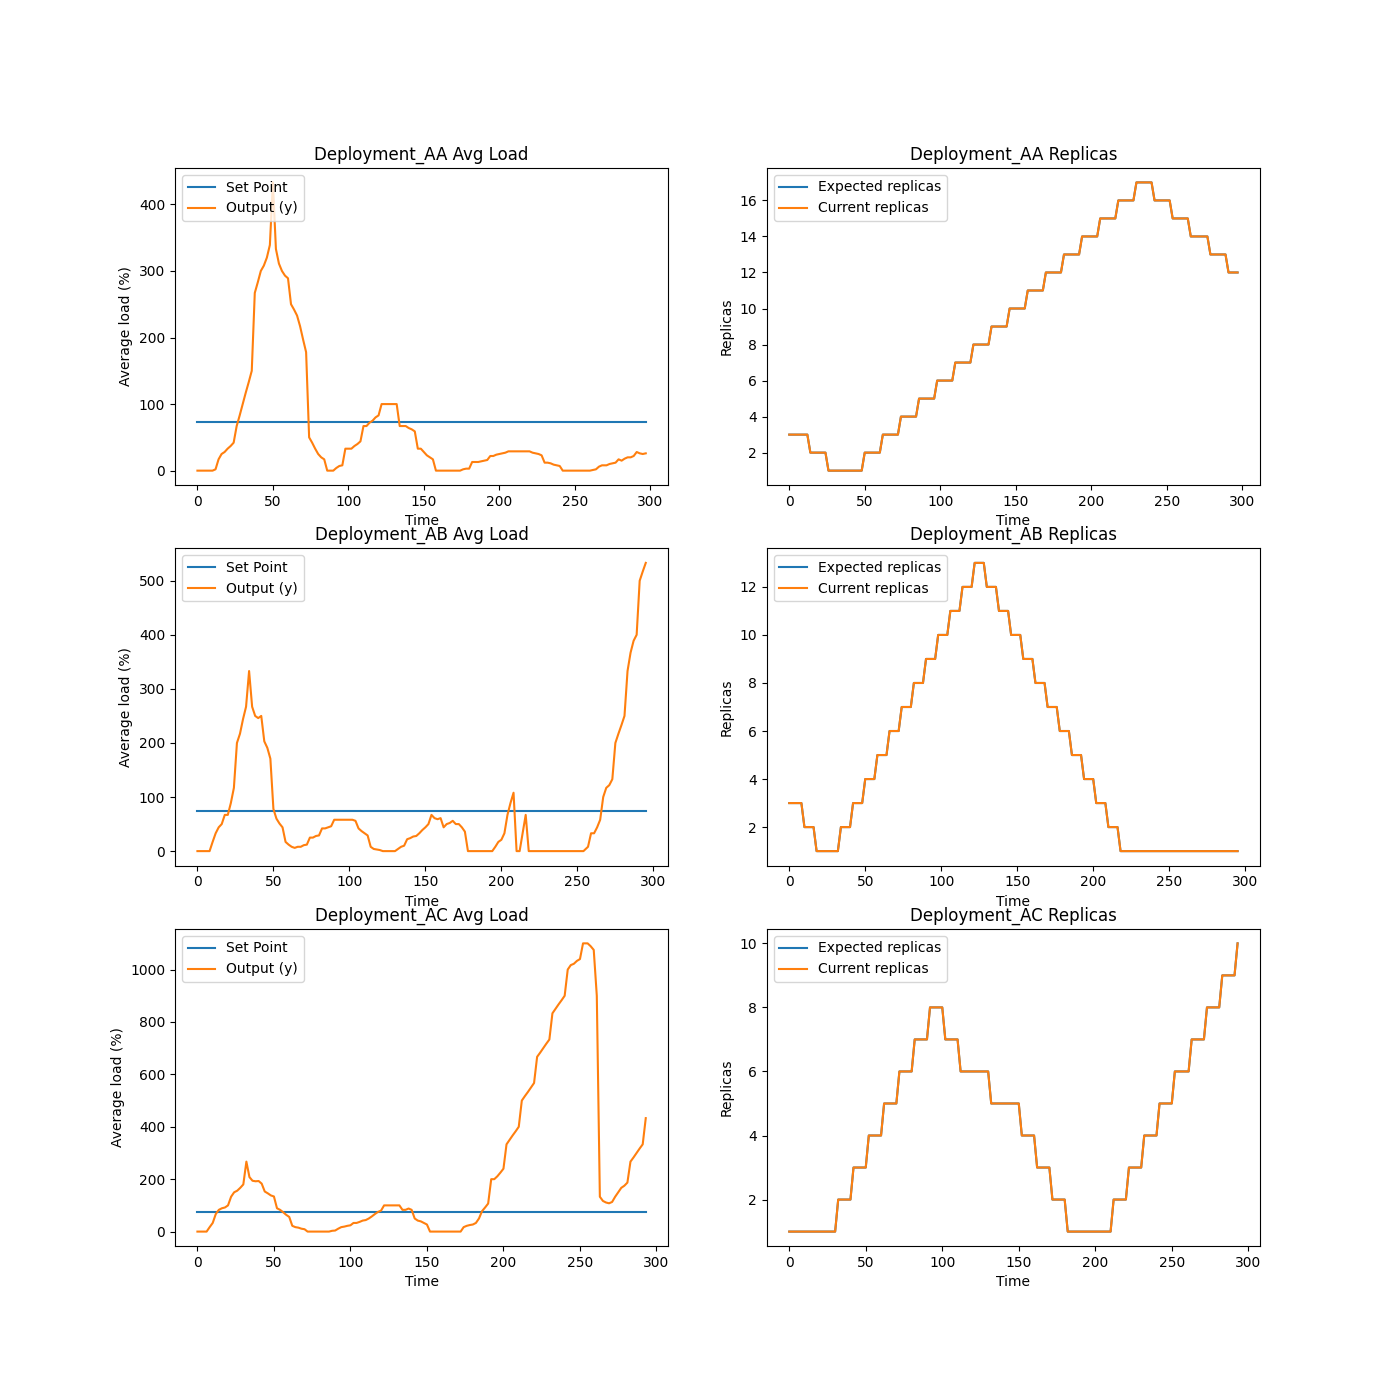 Deployment_AA Avg Load
Set Point
Output (y)
Average load (%)
400
300
200
100
0
0 50 100 150 200 250 300
Time
Deployment_AA Replicas
Expected replicas
Current replicas
Replicas
16
14
12
10
8
6
4
2
0 50 100 150 200 250 300
Time
Deployment_AB Avg Load
Set Point
Output (y)
Average load (%)
500
400
300
200
100
0
0 50 100 150 200 250 300
Time
Deployment_AB Replicas
Expected replicas
Current replicas
Replicas
12
10
8
6
4
2
0 50 100 150 200 250 300
Time
Deployment_AC Avg Load
Set Point
Output (y)
Average load (%)
1000
800
600
400
200
0
0 50 100 150 200 250 300
Time
Deployment_AC Replicas
Expected replicas
Current replicas
Replicas
10
8
6
4
2
0 50 100 150 200 250 300
Time